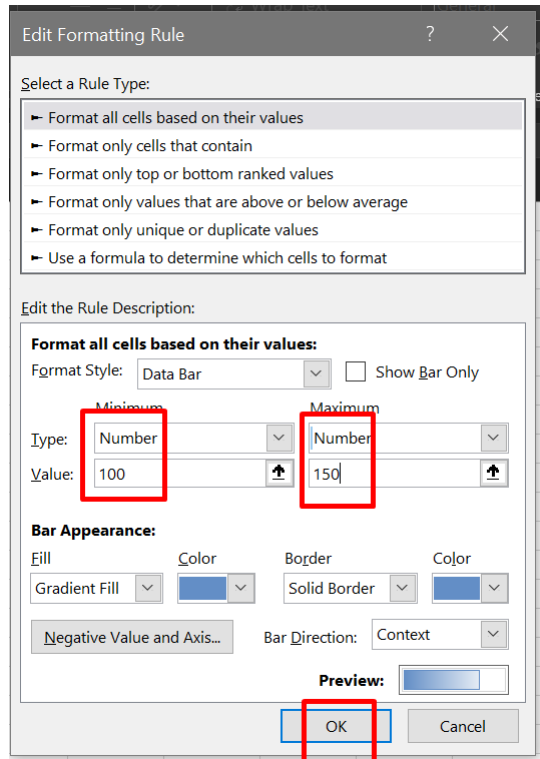 Wrap Text
General
Edit Formatting Rule ?
Select a Rule Type:
► Format all cells based on their values
► Format only cells that contain
► Format only top or bottom ranked values
► Format only values that are above or below average
► Format only unique or duplicate values
► Use a formula to determine which cells to format
Edit the Rule Description:
Format all cells based on their values:
Format Style: Data Bar Show Bar Only
Minimum Maximum
Type: Number Number
Value: 100 150
Bar Appearance:
Fill Color Border Color
Gradient Fill Solid Border
Negative Value and Axis... Bar Direction: Context
Preview:
OK Cancel